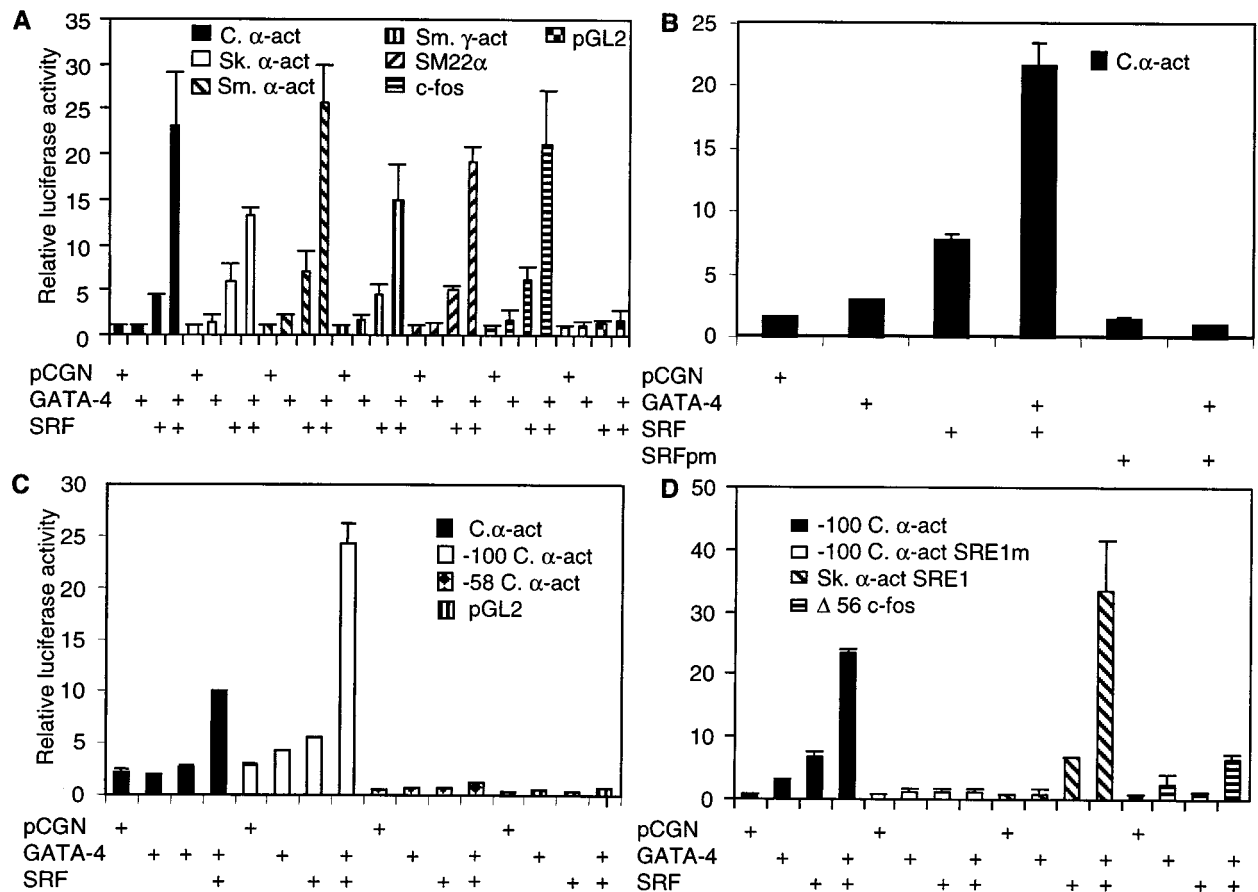 A
Relative luciferase activity
35
30
25
20
15
10
5
0
C. α-act
Sk. α-act
Sm. α-act
Sm. γ-act
SM22α
c-fos
pGL2
pCGN + + + + + + +
GATA-4 + + + + + + + + + + + + + +
SRF + + + + + + + + + + + + + +
B
25
20
15
10
5
0
C.α-act
pCGN +
GATA-4 + + +
SRF + +
SRFpm + +
C
Relative luciferase activity
30
25
20
15
10
5
0
C.α-act
-100 C. α-act
-58 C. α-act
pGL2
pCGN + + + +
GATA-4 + + + + + + + + +
SRF + + + + + + +
D
50
40
30
20
10
0
-100 C. α-act
-100 C. α-act SRE1m
Sk. α-act SRE1
Δ 56 c-fos
pCGN + + + +
GATA-4 + + + + + + + +
SRF + + + + + + + +